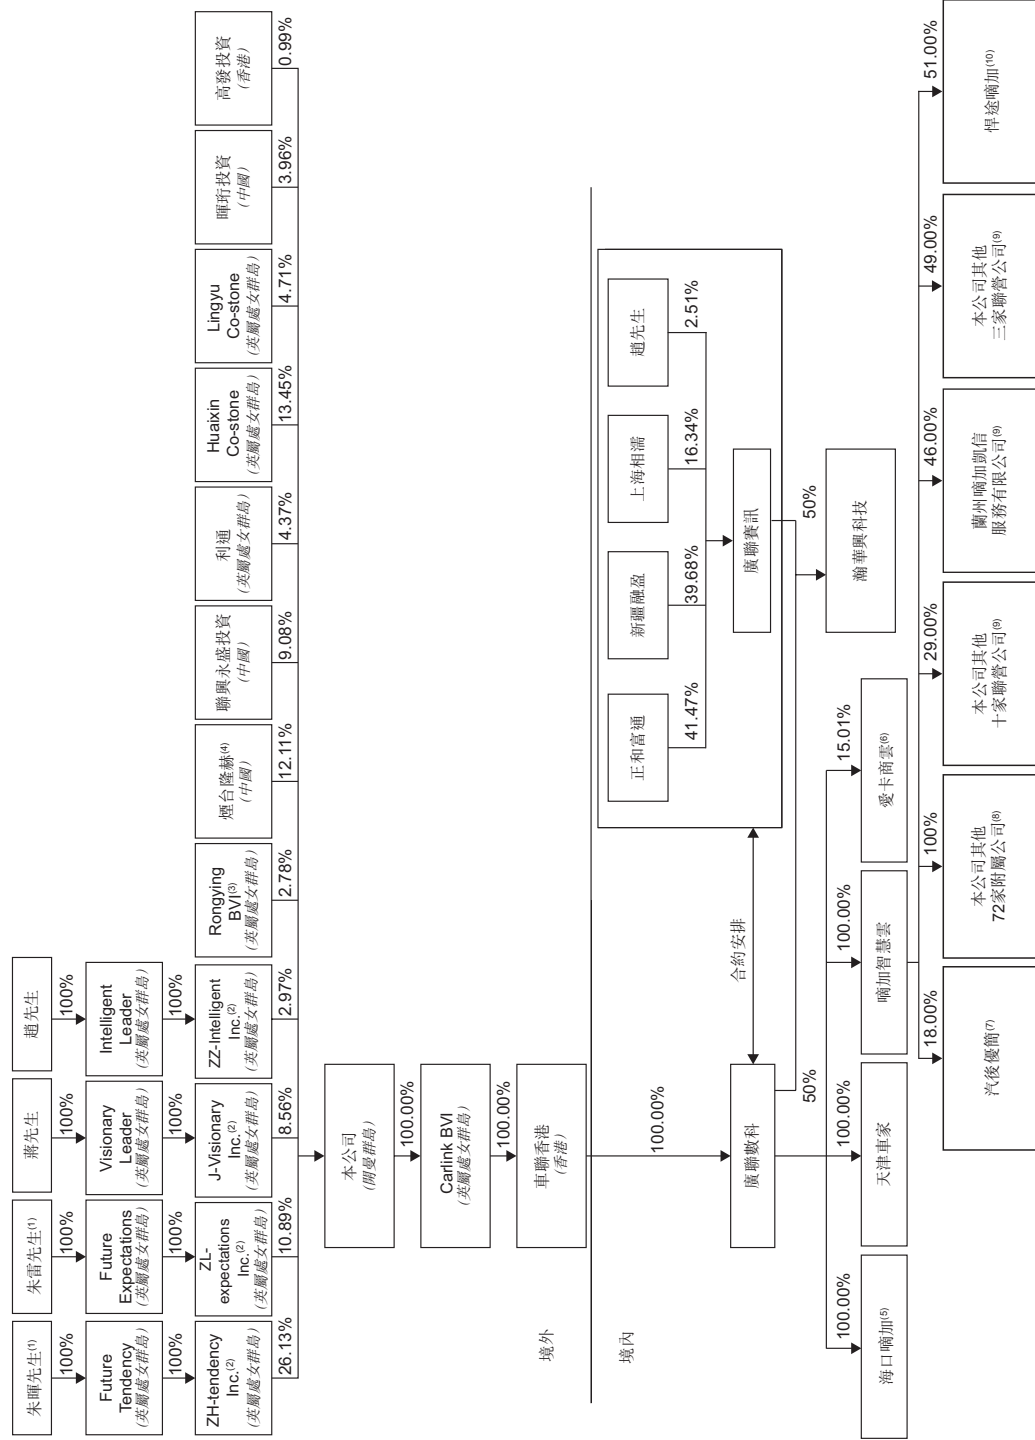 朱暉先生(1)
朱雷先生(1)
蔣先生
趙先生
100%
100%
100%
100%
Future
Tendency
(英屬處女群島)
Future
Expectations
(英屬處女群島)
Visionary
Leader
(英屬處女群島)
Intelligent
Leader
(英屬處女群島)
100%
100%
100%
100%
ZH-tendency
Inc.(2)
(英屬處女群島)
ZL-
expectations
Inc.(2)
(英屬處女群島)
J-Visionary
Inc.(2)
(英屬處女群島)
ZZ-Intelligent
Inc.(2)
(英屬處女群島)
Rongying
BVI(3)
(英屬處女群島)
煙台隆赫(4)
(中國)
聯興永盛投資
(中國)
利通
(英屬處女群島)
Huaixin
Co-stone
(英屬處女群島)
Lingyu
Co-stone
(英屬處女群島)
暉珩投資
(中國)
高發投資
(香港)
26.13%
10.89%
8.56%
2.97%
2.78%
12.11%
9.08%
4.37%
13.45%
4.71%
3.96%
0.99%
本公司
(開曼群島)
100.00%
Carlink BVI
(英屬處女群島)
100.00%
車聯香港
(香港)
境外
境內
100.00%
正和富通
新疆融盈
上海相濡
趙先生
41.47%
39.68%
16.34%
2.51%
廣聯數科
合約安排
廣聯賽訊
50%
50%
瀚華興科技
100.00%
100.00%
100.00%
15.01%
海口嘀加(5)
天津車家
嘀加智慧雲
愛卡商雲(6)
18.00%
100%
29.00%
46.00%
49.00%
51.00%
汽後優簡(7)
本公司其他
72家附屬公司(8)
本公司其他
十家聯營公司(9)
蘭州嘀加凱信
服務有限公司(9)
本公司其他
三家聯營公司(9)
悍途嘀加(10)